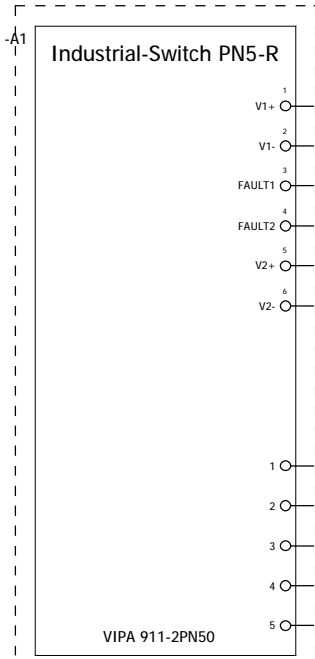 -A1
Industrial-Switch PN5-R
1
V1+
2
V1-
3
FAULT1
4
FAULT2
5
V2+
6
V2-
1
2
3
4
5
VIPA 911-2PN50